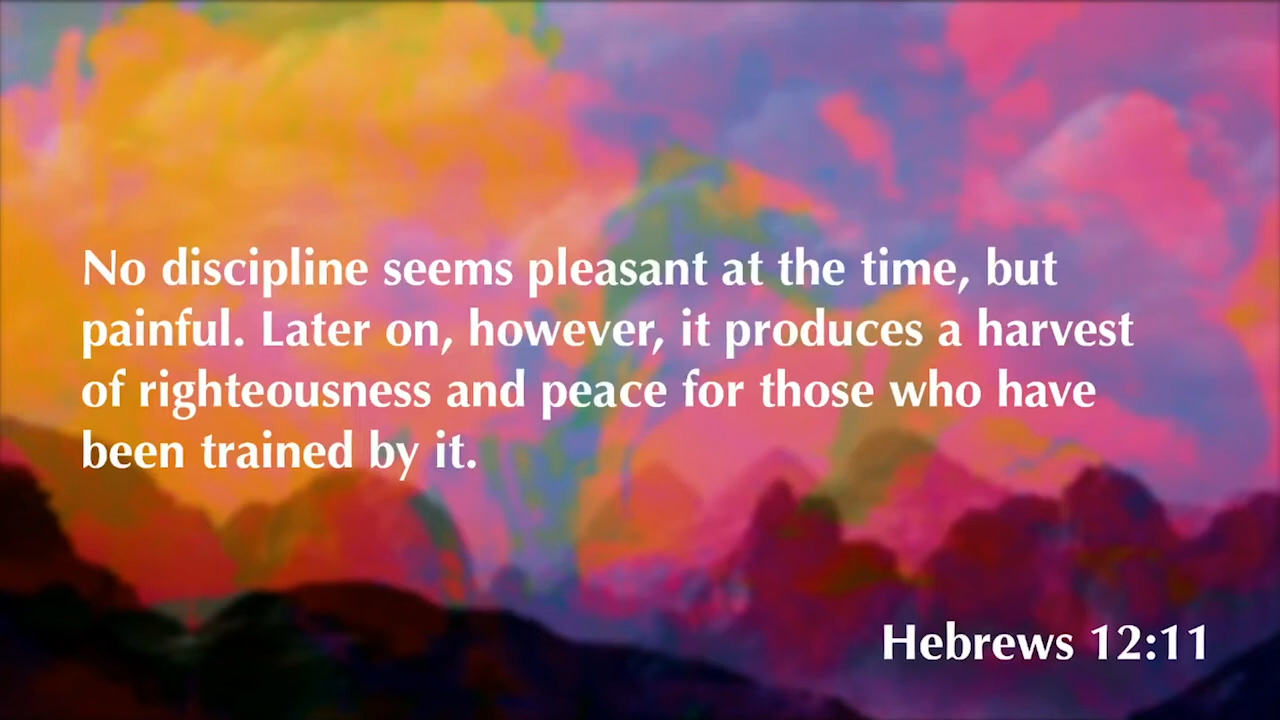 No discipline seems pleasant at the time, but
painful. Later on, however, it produces a harvest
of righteousness and peace for those who have
been trained by it.
Hebrews 12:11